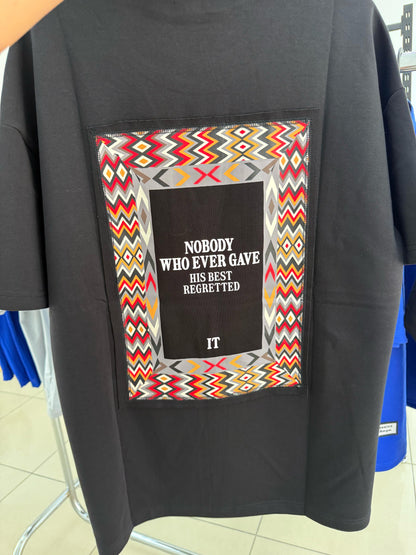 NOBODY
WHO EVER GAVE
HIS BEST
REGRETTED
IT